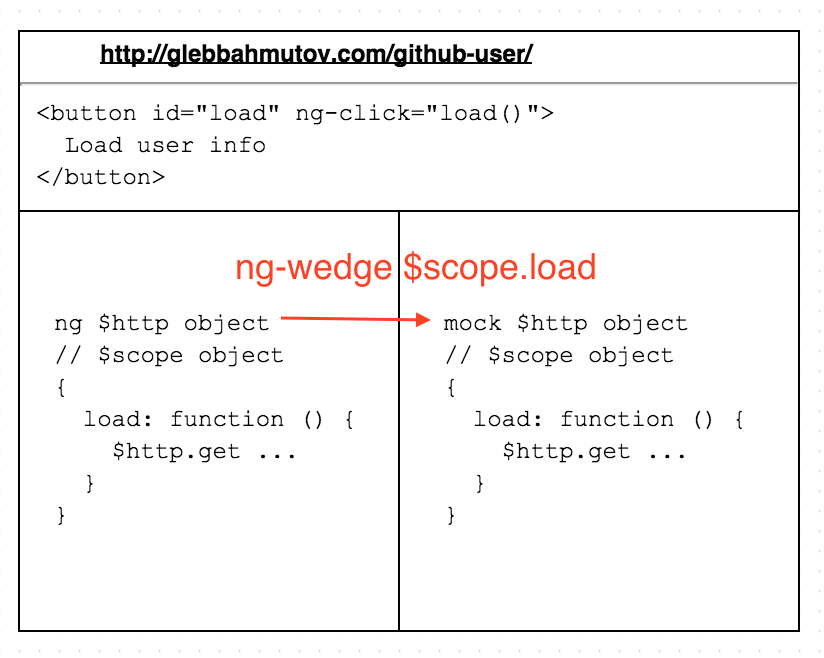 http://glebbahmutov.com/github-user/
<button id="load" ng-click="load()">
  Load user info
</button>
ng-wedge $scope.load
ng $http object
// $scope object
{
  load: function () {
    $http.get ...
  }
}
mock $http object
// $scope object
{
  load: function () {
    $http.get ...
  }
}